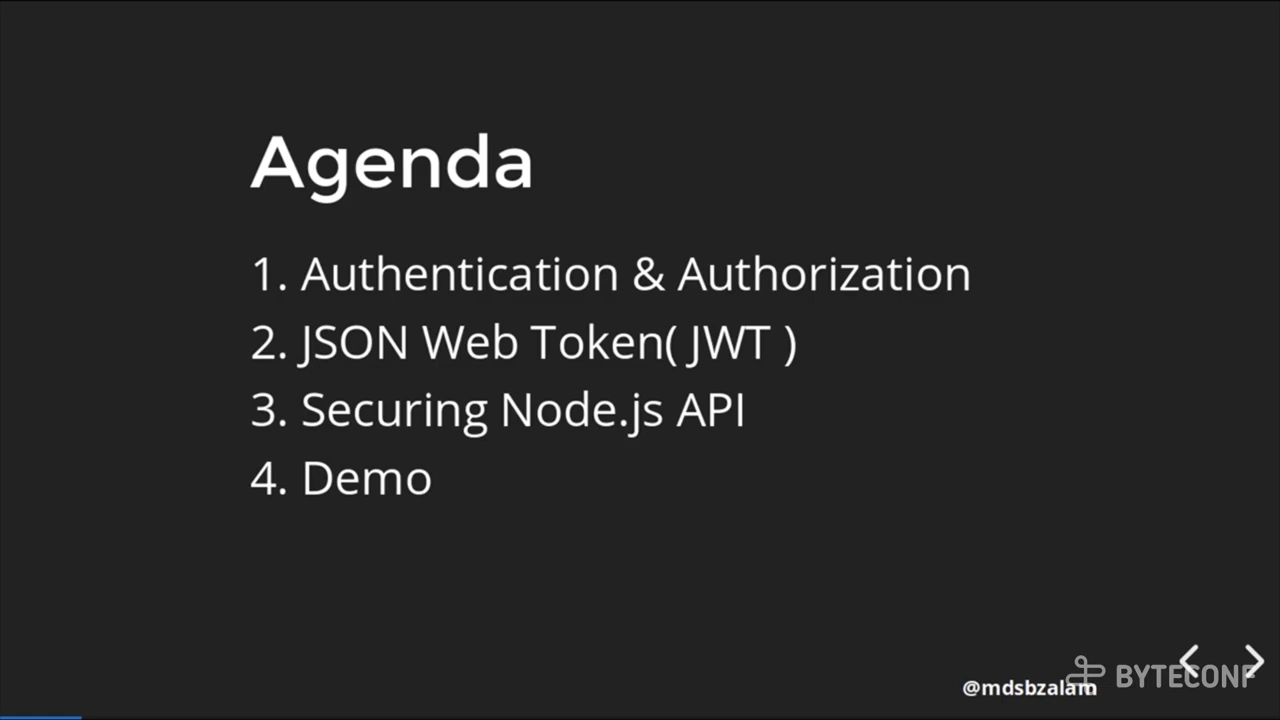 Agenda
1. Authentication & Authorization
2. JSON Web Token( JWT )
3. Securing Node.js API
4. Demo
@mdsbzalam
BYTECONF